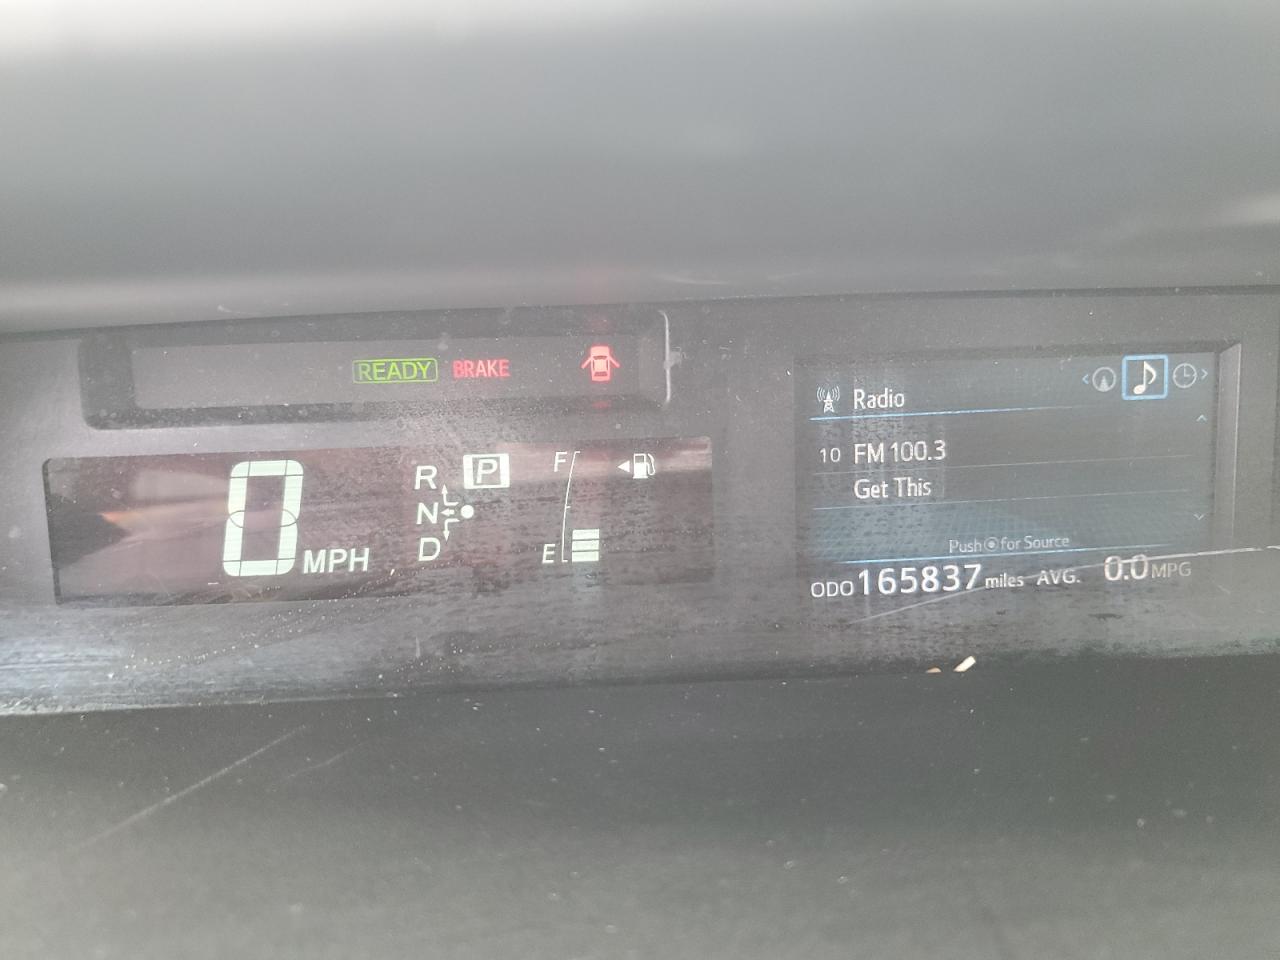 READY BRAKE
0 MPH
R P
N
D
F
E
Radio
10 FM 100.3
Get This
Push for Source
ODO 165837 miles AVG. 0.0 MPG